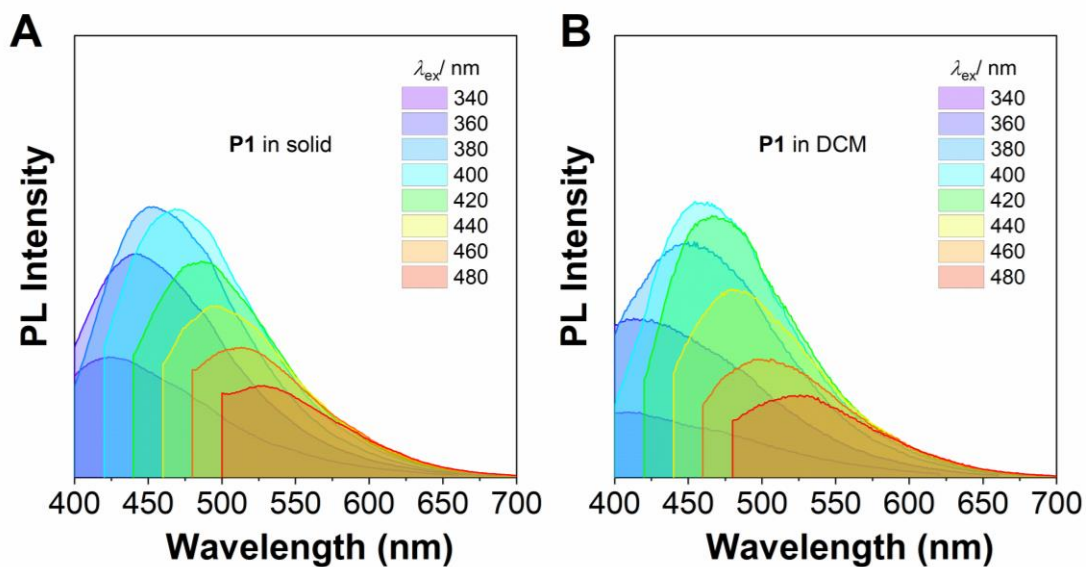 A
PL Intensity
λex/ nm
340
360
380
400
420
440
460
480
P1 in solid
400 450 500 550 600 650 700
Wavelength (nm)
B
PL Intensity
λex/ nm
340
360
380
400
420
440
460
480
P1 in DCM
400 450 500 550 600 650 700
Wavelength (nm)